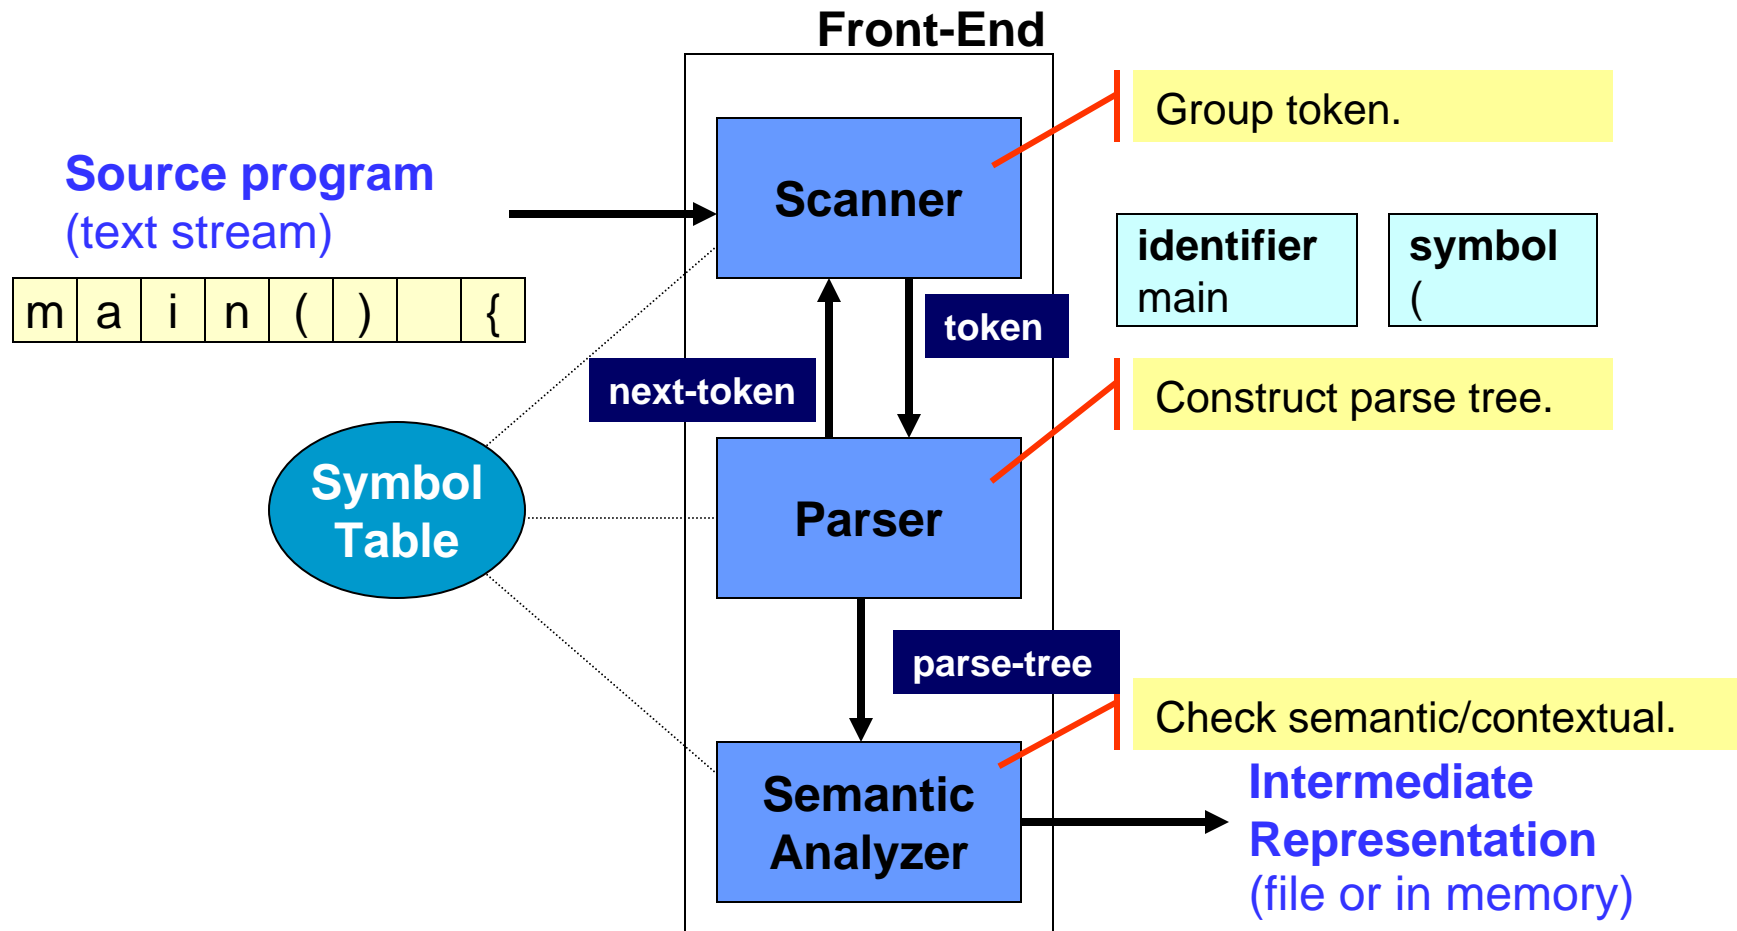 Front-End
Group token.
Source program
(text stream)
Scanner
identifier
main
symbol
(
m a i n ( ) {
token
next-token
Construct parse tree.
Symbol
Table
Parser
parse-tree
Check semantic/contextual.
Semantic
Analyzer
Intermediate
Representation
(file or in memory)